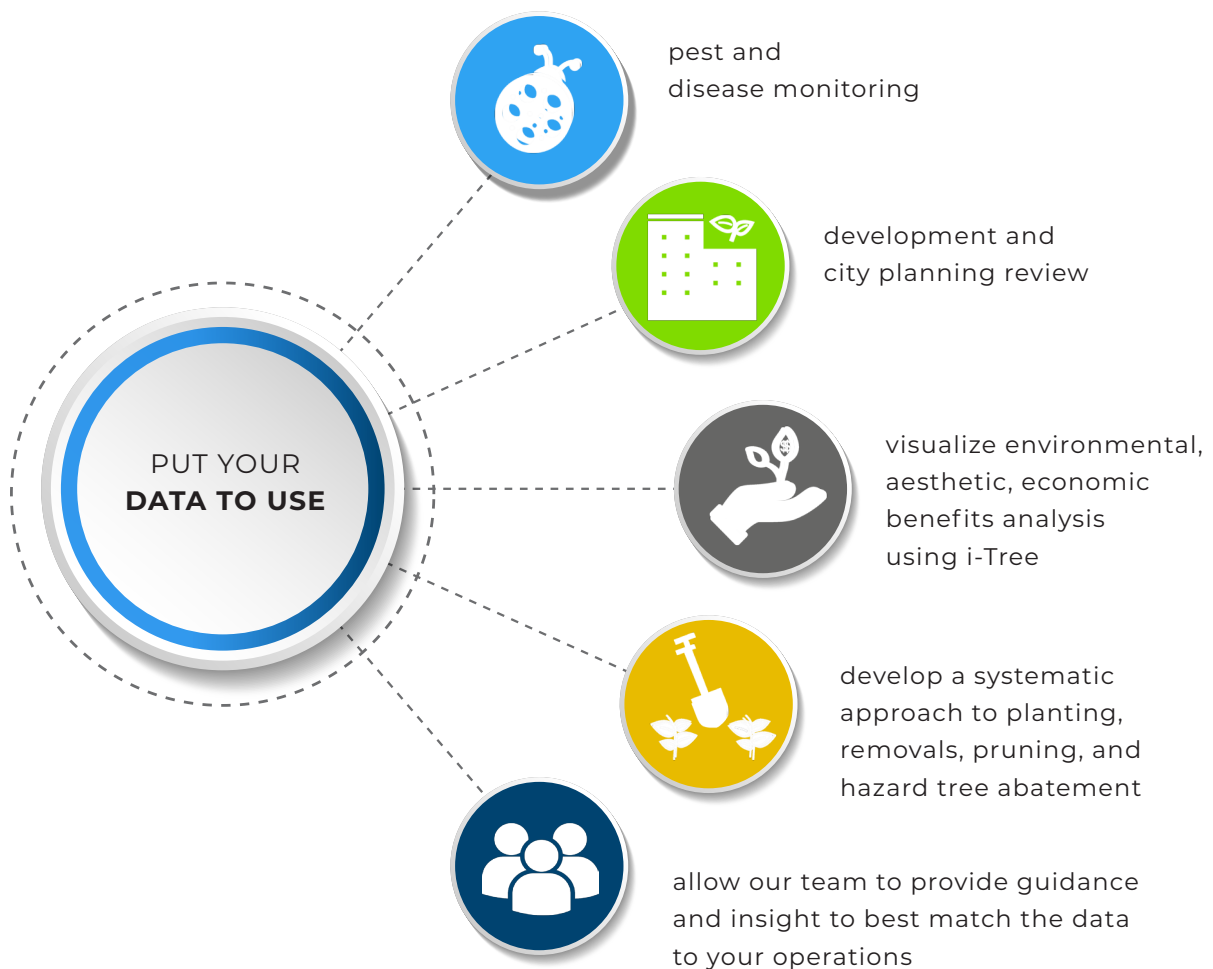 pest and
disease monitoring
development and
city planning review
PUT YOUR
DATA TO USE
visualize environmental,
aesthetic, economic
benefits analysis
using i-Tree
develop a systematic
approach to planting,
removals, pruning, and
hazard tree abatement
allow our team to provide guidance
and insight to best match the data
to your operations